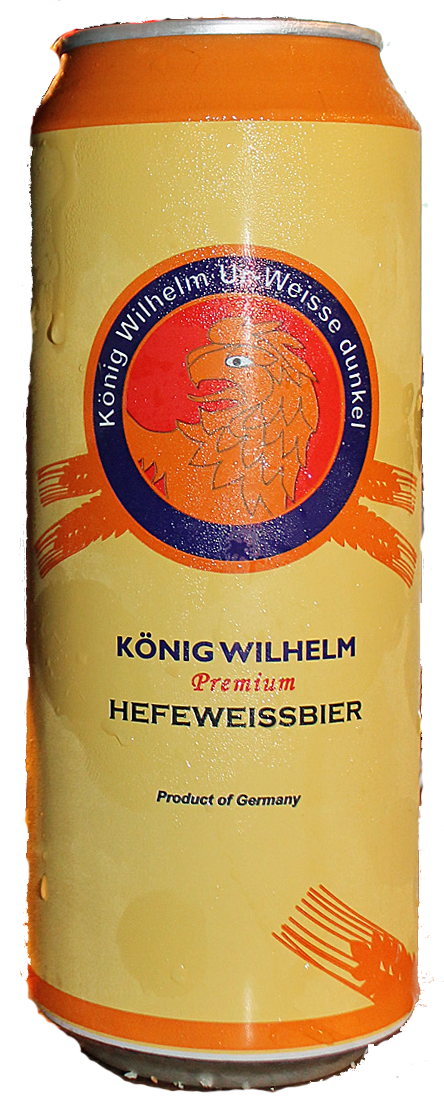 König Wilhelm Ur-Weisse dunkel
KÖNIG WILHELM
Premium
HEFEWEISSBIER
Product of Germany